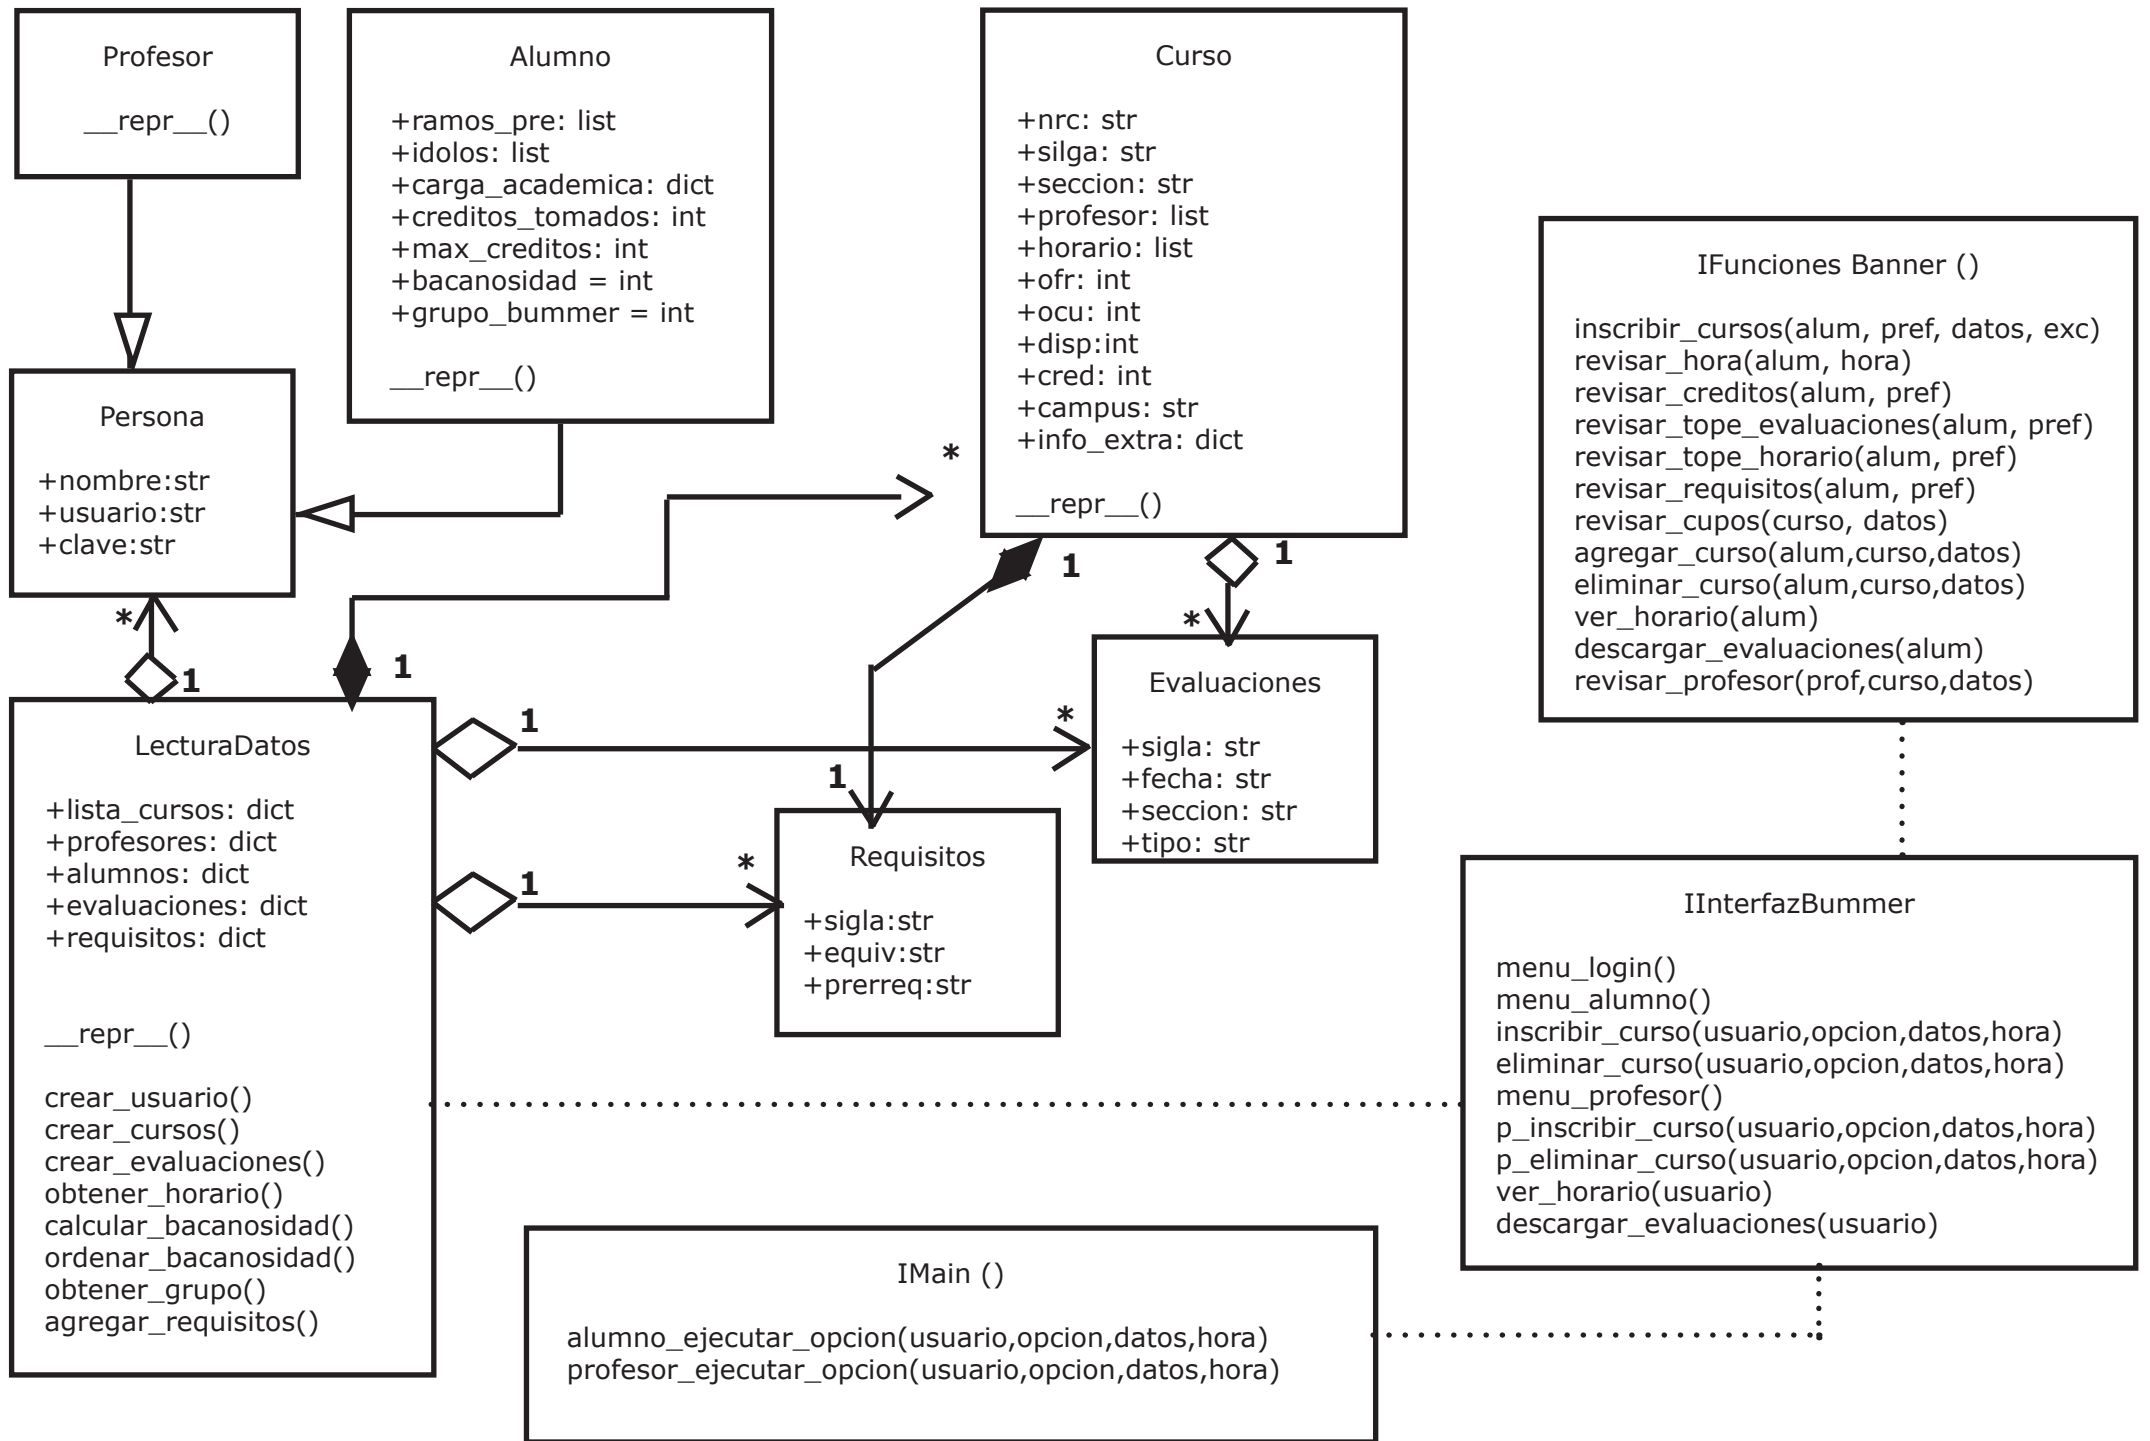 Profesor
__repr__()
Alumno
+ramos_pre: list
+idolos: list
+carga_academica: dict
+creditos_tomados: int
+max_creditos: int
+bacanosidad = int
+grupo_bummer = int
__repr__()
Curso
+nrc: str
+silga: str
+seccion: str
+profesor: list
+horario: list
+ofr: int
+ocu: int
+disp:int
+cred: int
+campus: str
+info_extra: dict
__repr__()
IFunciones Banner ()
inscribir_cursos(alum, pref, datos, exc)
revisar_hora(alum, hora)
revisar_creditos(alum, pref)
revisar_tope_evaluaciones(alum, pref)
revisar_tope_horario(alum, pref)
revisar_requisitos(alum, pref)
revisar_cupos(curso, datos)
agregar_curso(alum,curso,datos)
eliminar_curso(alum,curso,datos)
ver_horario(alum)
descargar_evaluaciones(alum)
revisar_profesor(prof,curso,datos)
Persona
+nombre:str
+usuario:str
+clave:str
*
1
1
*
1
1
*
1
*
1
1
*
LecturaDatos
+lista_cursos: dict
+profesores: dict
+alumnos: dict
+evaluaciones: dict
+requisitos: dict
__repr__()
crear_usuario()
crear_cursos()
crear_evaluaciones()
obtener_horario()
calcular_bacanosidad()
ordenar_bacanosidad()
obtener_grupo()
agregar_requisitos()
Evaluaciones
+sigla: str
+fecha: str
+seccion: str
+tipo: str
Requisitos
+sigla:str
+equiv:str
+prerreq:str
IInterfazBummer
menu_login()
menu_alumno()
inscribir_curso(usuario,opcion,datos,hora)
eliminar_curso(usuario,opcion,datos,hora)
menu_profesor()
p_inscribir_curso(usuario,opcion,datos,hora)
p_eliminar_curso(usuario,opcion,datos,hora)
ver_horario(usuario)
descargar_evaluaciones(usuario)
IMain ()
alumno_ejecutar_opcion(usuario,opcion,datos,hora)
profesor_ejecutar_opcion(usuario,opcion,datos,hora)